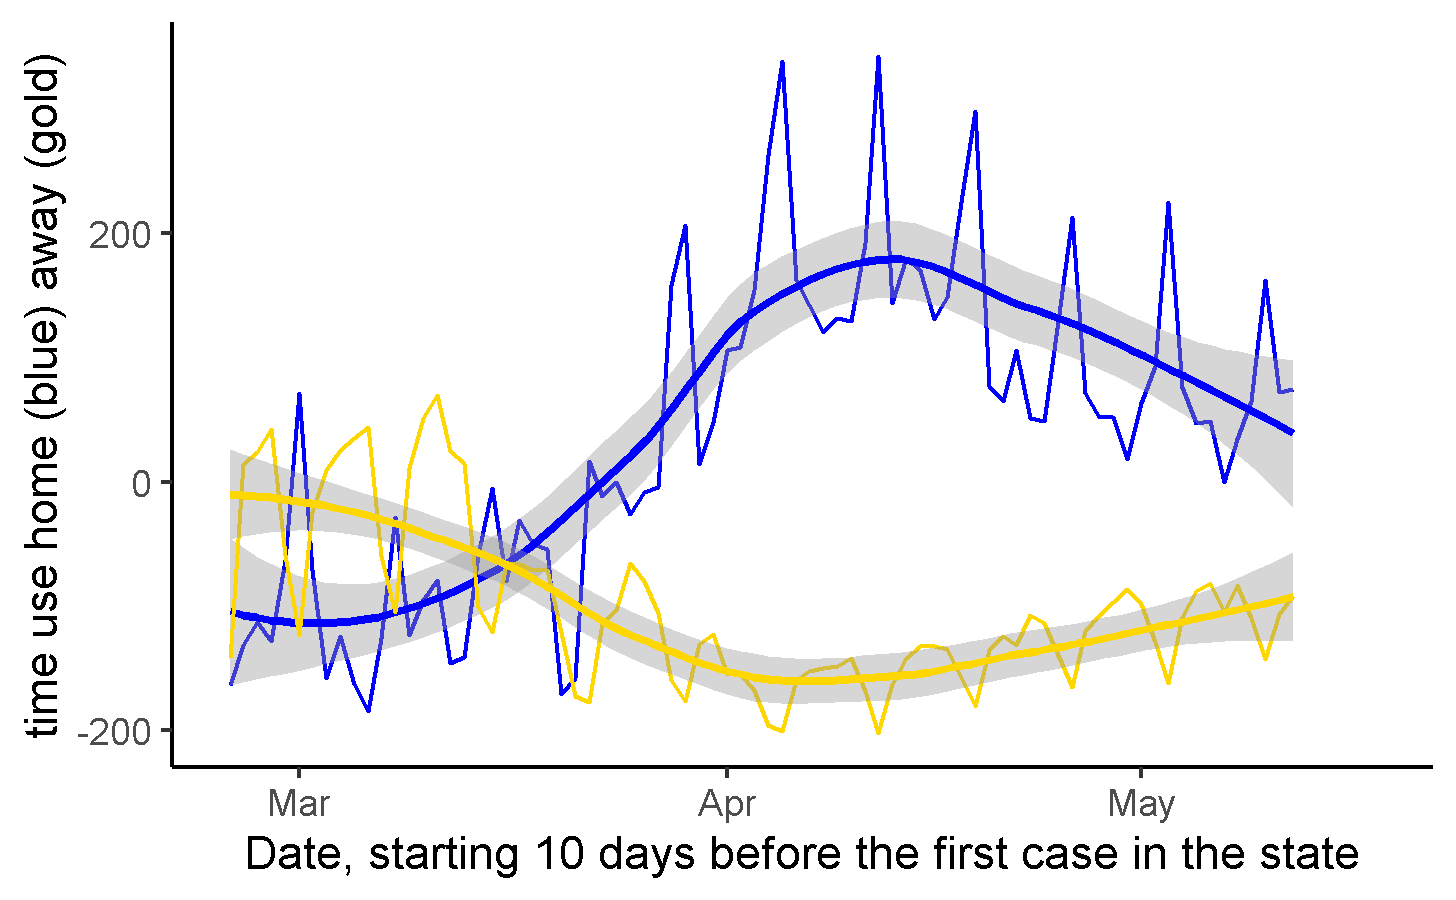 time use home (blue) away (gold)
200
0
-200
Mar Apr May
Date, starting 10 days before the first case in the state